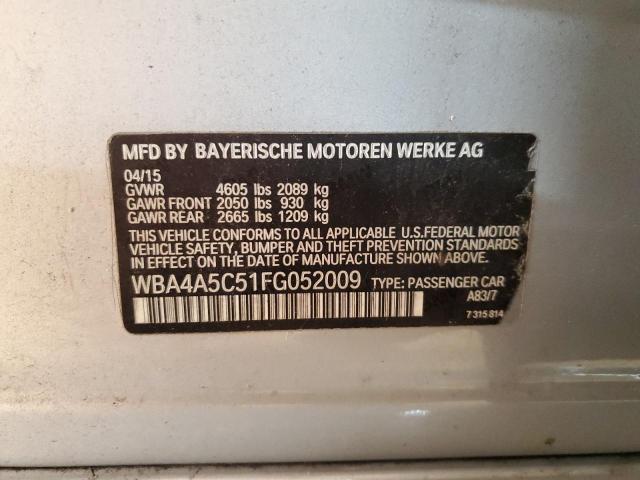 MFD BY BAYERISCHE MOTOREN WERKE AG
04/15
GVWR 4605 lbs 2089 kg
GAWR FRONT 2050 lbs 930 kg
GAWR REAR 2665 lbs 1209 kg
THIS VEHICLE CONFORMS TO ALL APPLICABLE U.S.FEDERAL MOTOR
VEHICLE SAFETY, BUMPER AND THEFT PREVENTION STANDARDS
IN EFFECT ON THE DATE OF MANUFACTURE SHOWN ABOVE.
WBA4A5C51FG052009 TYPE: PASSENGER CAR
A83/7
7 315 814